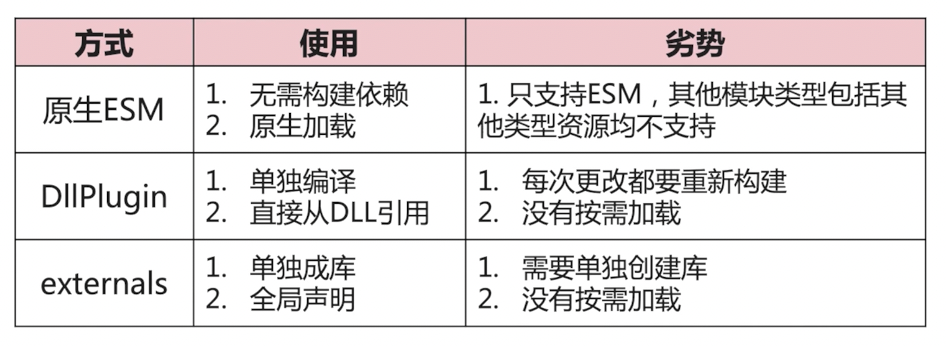 方式 使用 劣势
原生ESM
1. 无需构建依赖
2. 原生加载
1. 只支持ESM，其他模块类型包括其
他类型资源均不支持
DllPlugin
1. 单独编译
2. 直接从DLL引用
1. 每次更改都要重新构建
2. 没有按需加载
externals
1. 单独成库
2. 全局声明
1. 需要单独创建库
2. 没有按需加载